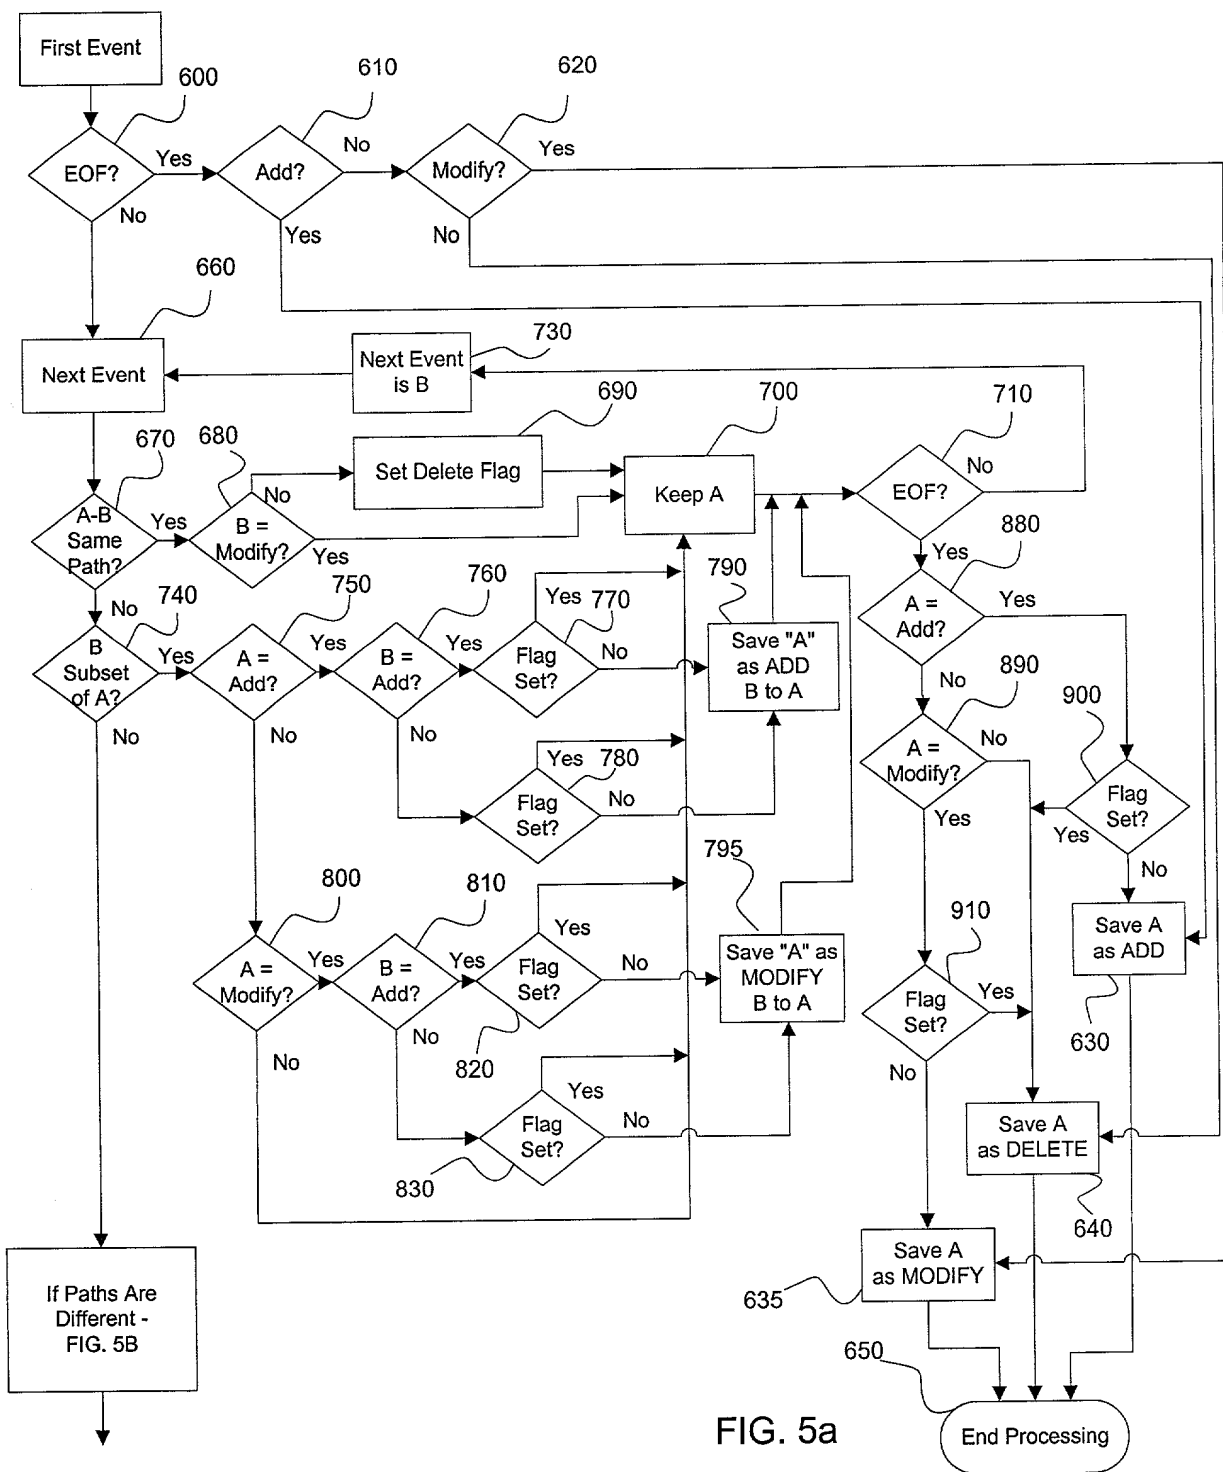 First Event
600
610
620
EOF?
Yes
Add?
No
Modify?
Yes
No
Yes
No
660
730
Next Event
Next Event
is B
690
700
710
670
680
No
Set Delete Flag
Keep A
EOF?
No
A-B
Same
Path?
Yes
B =
Modify?
Yes
Yes
880
No
740
750
760
Yes
770
790
A =
Add?
Yes
B
Subset
of A?
Yes
A =
Add?
Yes
B =
Add?
Yes
Flag
Set?
No
Save "A"
as ADD
B to A
No
890
900
No
No
No
Yes
780
A =
Modify?
No
Flag
Set?
Flag
Set?
No
Yes
Yes
795
No
800
810
Yes
910
Save A
as ADD
A =
Modify?
Yes
B =
Add?
Yes
Flag
Set?
No
Save "A" as
MODIFY
B to A
Flag
Set?
Yes
630
No
No
820
No
Yes
Flag
Set?
No
Save A
as DELETE
830
640
If Paths Are
Different -
FIG. 5B
Save A
as MODIFY
635
650
FIG. 5a
End Processing